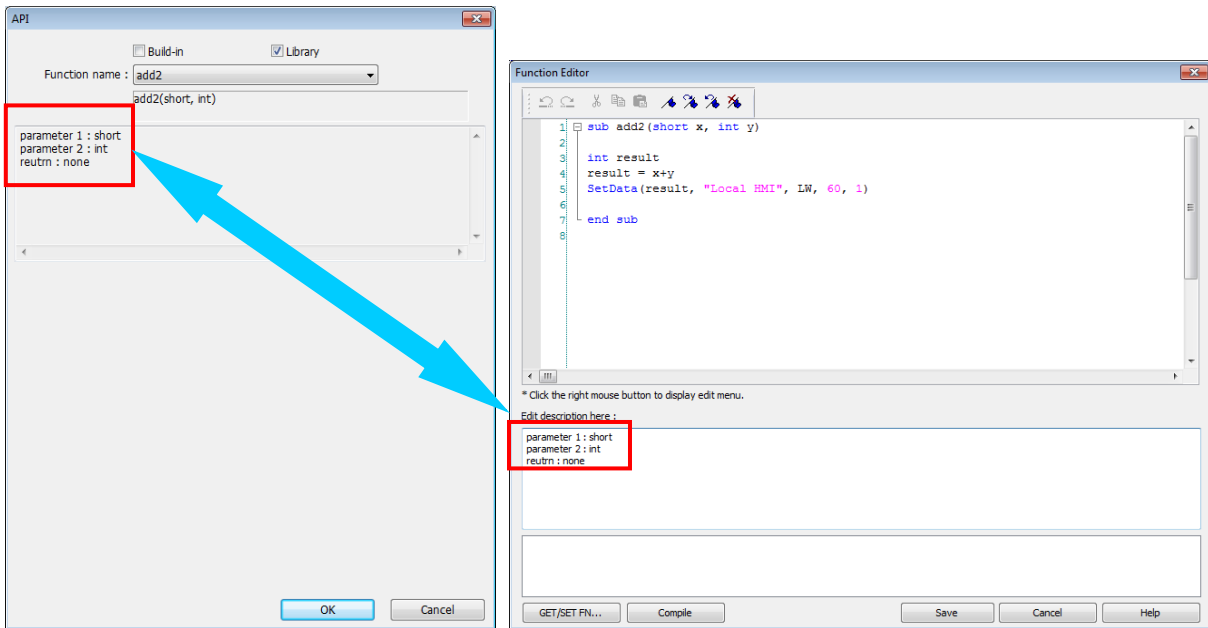 API
Build-in
Library
Function name :
add2
add2(short, int)
parameter 1 : short
parameter 2 : int
reutrn : none
OK
Cancel
Function Editor
1 sub add2(short x, int y)
2
3 int result
4 result = x+y
5 SetData(result, "Local HMI", LW, 60, 1)
6
7 end sub
8
* Click the right mouse button to display edit menu.
Edit description here :
parameter 1 : short
parameter 2 : int
reutrn : none
GET/SET FN...
Compile
Save
Cancel
Help